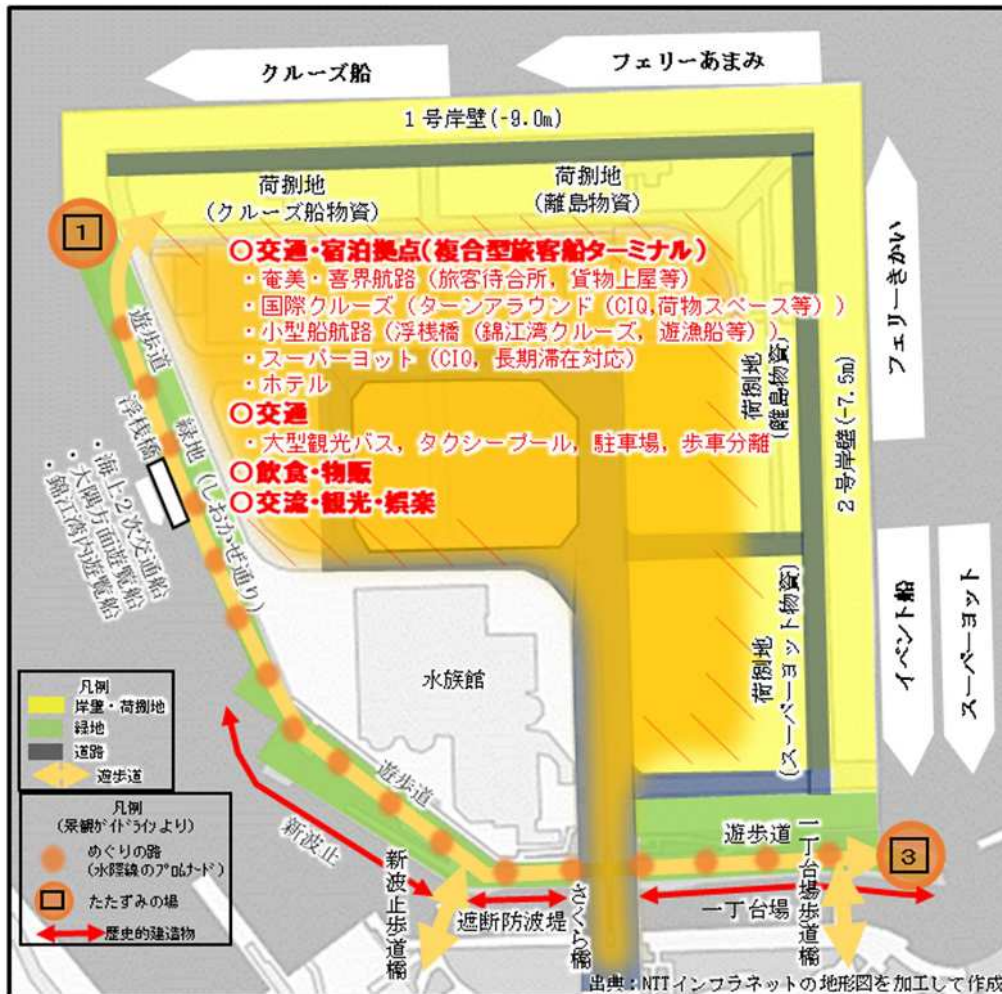 クルーズ船
フェリーあまみ
1号岸壁(-9.0m)
荷捌地
(クルーズ船物資)
荷捌地
(離島物資)
1
○交通・宿泊拠点(複合型旅客船ターミナル)
・奄美・喜界航路(旅客待合所,貨物上屋等)
・国際クルーズ(ターンアラウンド(CIQ,荷物スペース等))
・小型船航路(浮桟橋(錦江湾クルーズ,遊漁船等))
・スーパーヨット(CIQ,長期滞在対応)
・ホテル
○交通
・大型観光バス,タクシープール,駐車場,歩車分離
○飲食・物販
○交流・観光・娯楽
フェリーきかい
荷捌地
(離島物資)
2号岸壁(-7.5m)
遊歩道
浮桟橋
緑地(しおかぜ通り)
・海上2次交通船
・大隅方面遊覧船
・錦江湾内遊覧船
水族館
荷捌地
(スーパーヨット物資)
イベント船
スーパーヨット
凡例
岸壁・荷捌地
緑地
道路
遊歩道
凡例
(景観ガイドラインより)
めぐりの路
(水際線のプロムナード)
たたずみの場
歴史的建造物
遊歩道
新波止
新波止歩道橋
遮断防波堤
さくら橋
遊歩道
一丁台場
一丁台場歩道橋
3
出典:NTTインフラネットの地形図を加工して作成